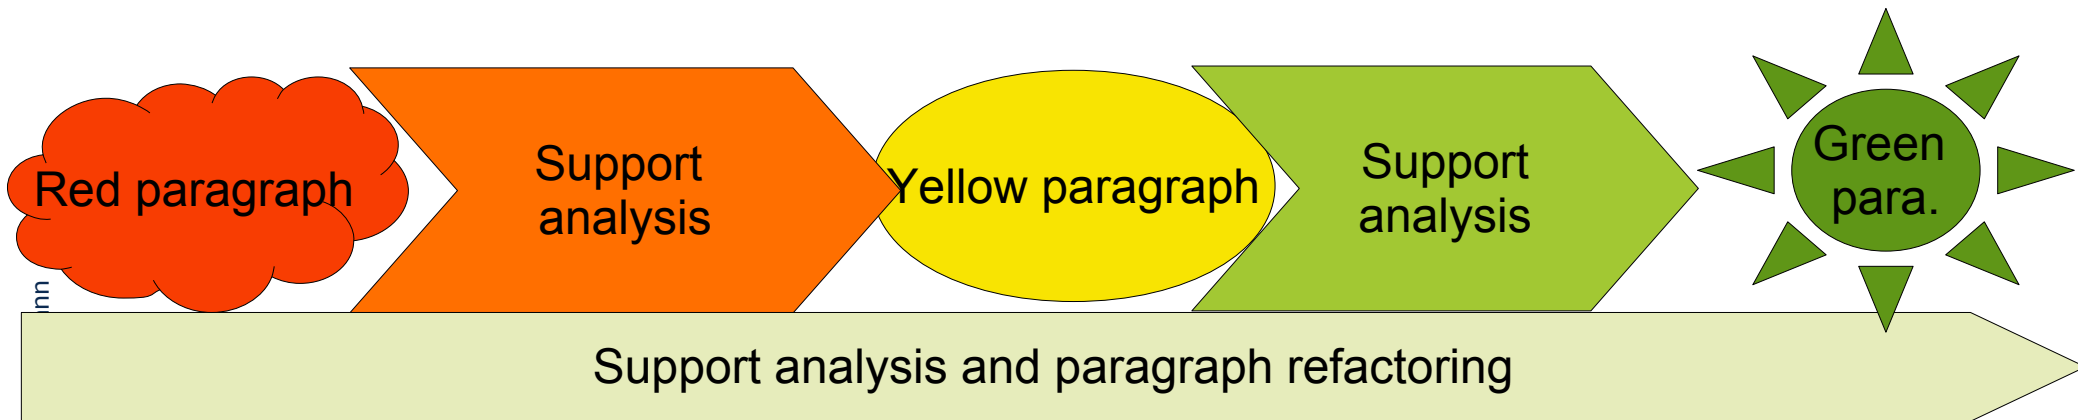 Red paragraph
Support
analysis
Yellow paragraph
Support
analysis
Green
para.
Support analysis and paragraph refactoring